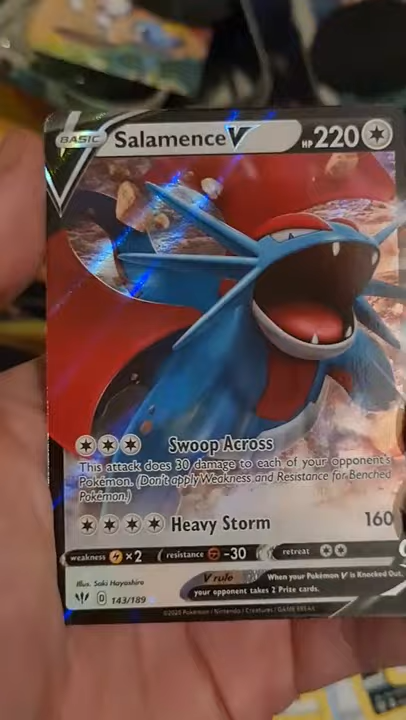 BASIC Salamence V HP 220
Swoop Across
This attack does 30 damage to each of your opponent's
Pokémon. (Don't apply Weakness and Resistance for Benched
Pokémon.)
Heavy Storm 160
weakness ×2 resistance -30 retreat
Illus. Saki Hayashiro
V rule When your Pokémon V is Knocked Out,
your opponent takes 2 Prize cards.
D 143/189
©2020 Pokémon / Nintendo / Creatures / GAME FREAK